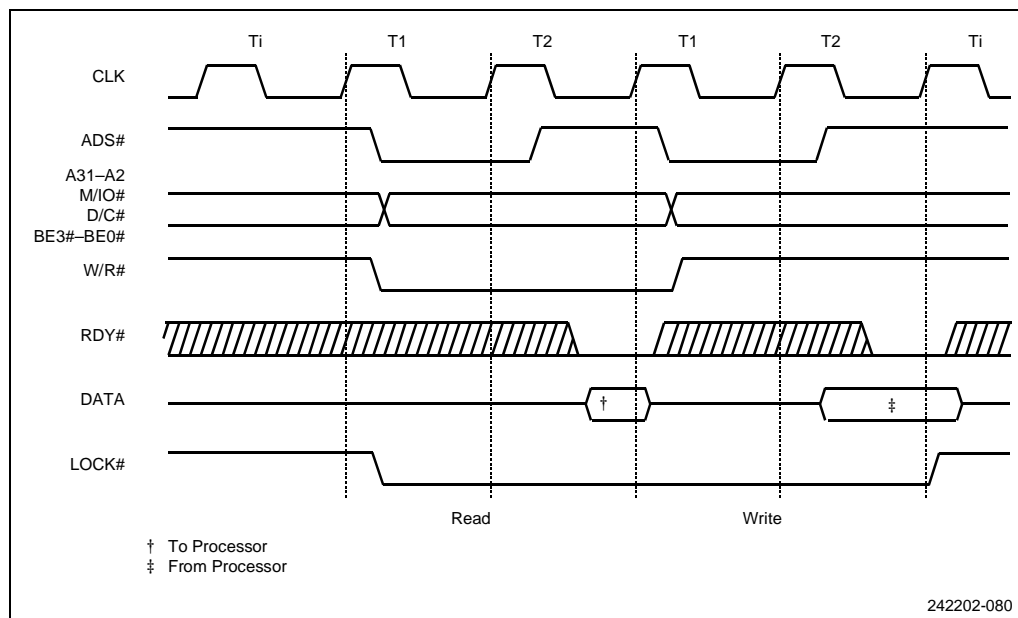 Ti T1 T2 T1 T2 Ti
CLK
ADS#
A31–A2
M/IO#
D/C#
BE3#–BE0#
W/R#
RDY#
DATA
† ‡
LOCK#
Read Write
† To Processor
‡ From Processor
242202-080